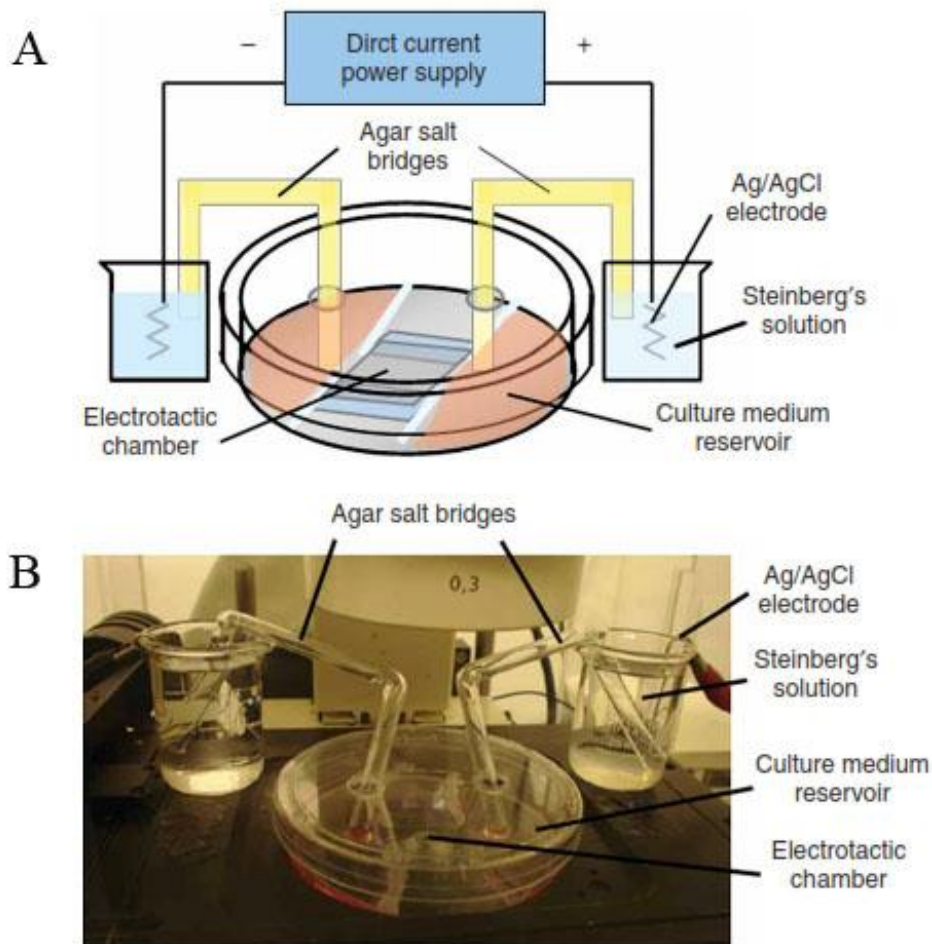 A
−
Dirct current
power supply
+
Agar salt
bridges
Ag/AgCl
electrode
Steinberg's
solution
Electrotactic
chamber
Culture medium
reservoir
Agar salt bridges
B
0,3
Ag/AgCl
electrode
Steinberg's
solution
Culture medium
reservoir
Electrotactic
chamber